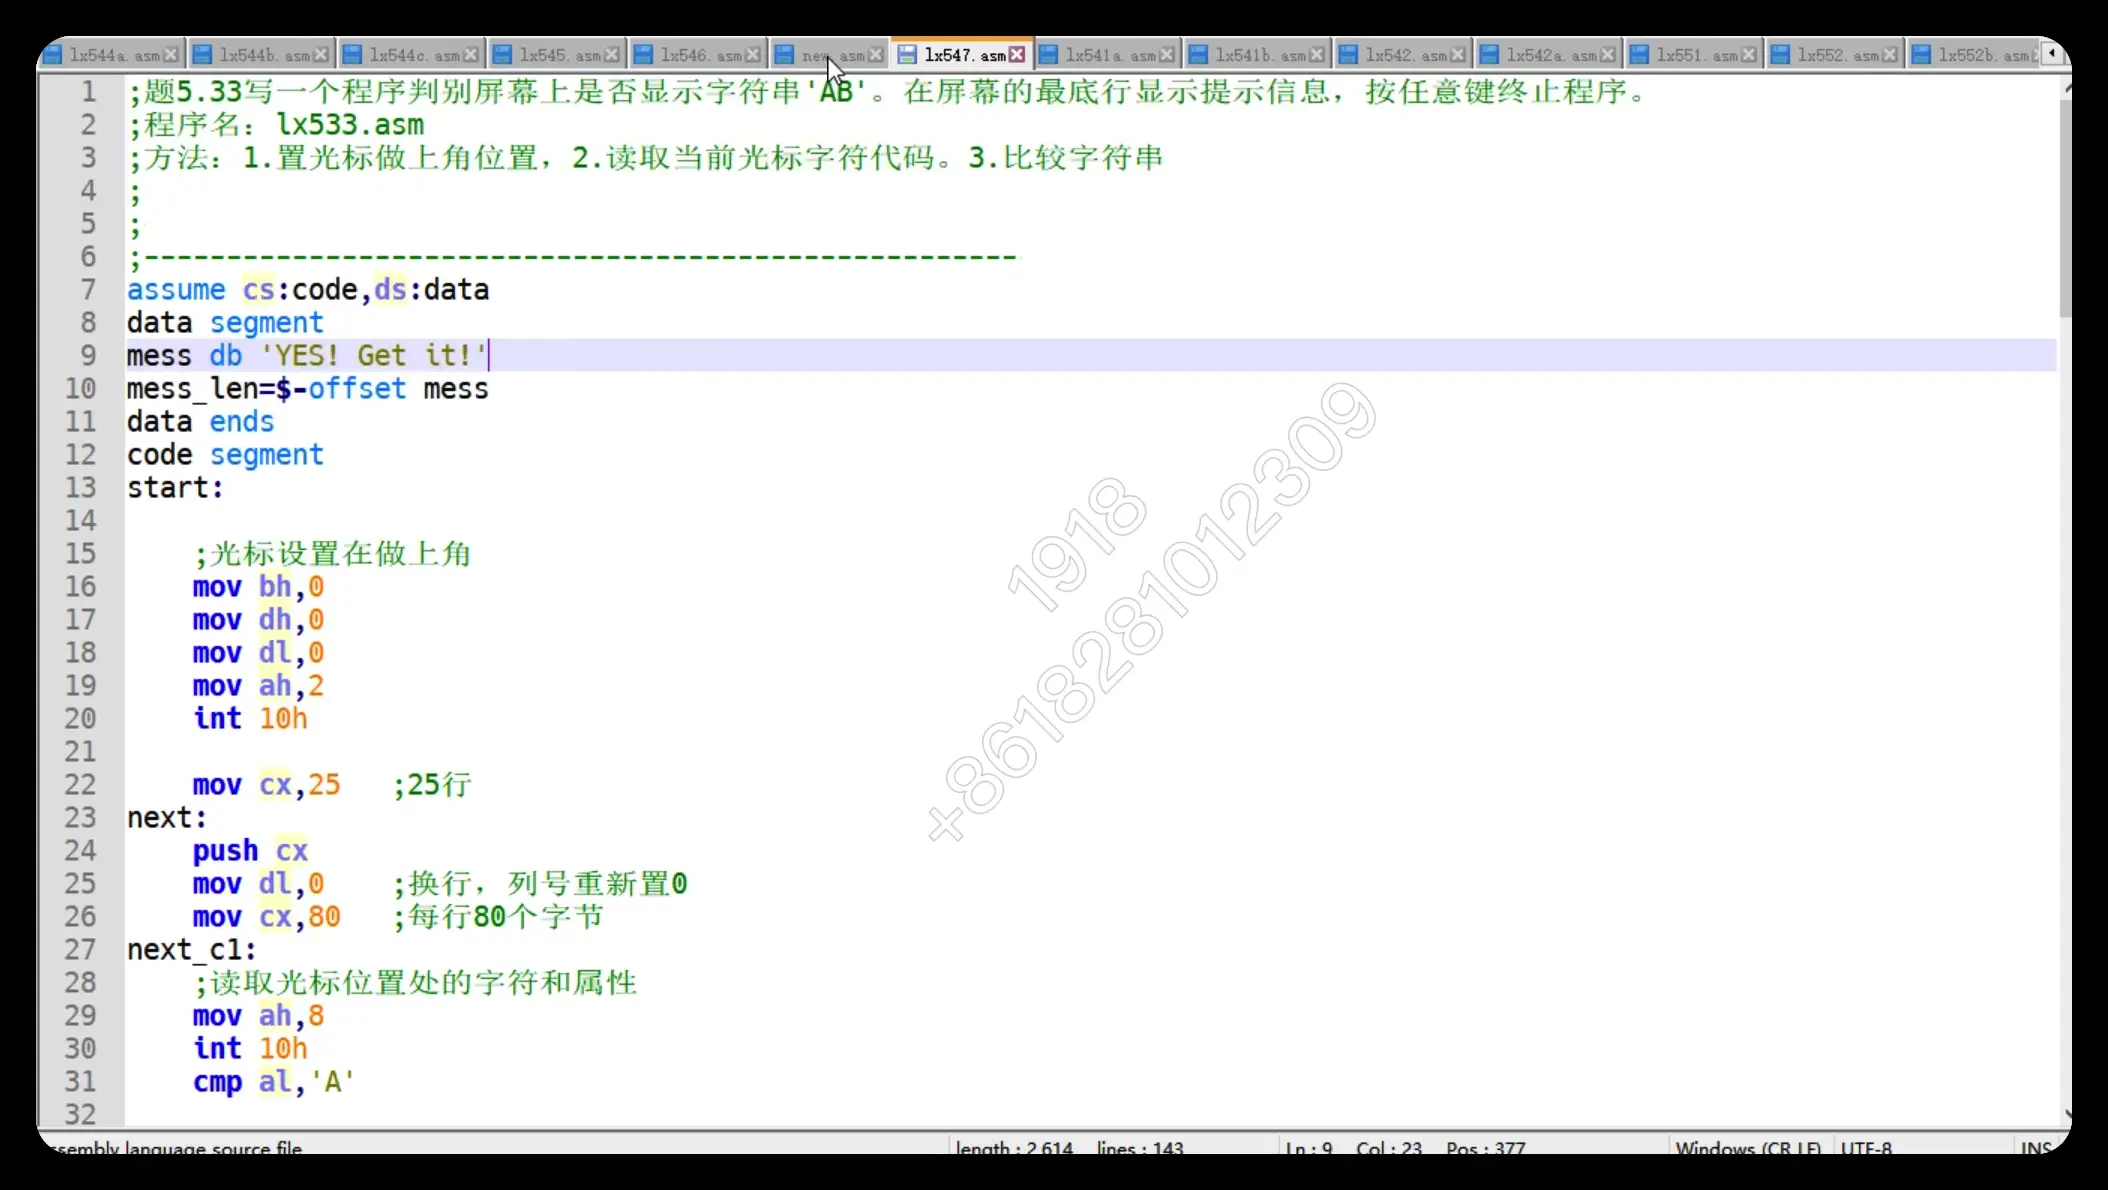 lx544a.asm lx544b.asm lx544c.asm lx545.asm lx546.asm new.asm lx547.asm lx541a.asm lx541b.asm lx542.asm lx542a.asm lx551.asm lx552.asm lx552b.asm
1 ;题5.33写一个程序判别屏幕上是否显示字符串'AB'。在屏幕的最底行显示提示信息，按任意键终止程序。
2 ;程序名：lx533.asm
3 ;方法：1.置光标做上角位置，2.读取当前光标字符代码。3.比较字符串
4 ;
5 ;
6 ;-----------------------------------------------------
7 assume cs:code,ds:data
8 data segment
9 mess db 'YES! Get it!'
10 mess_len=$-offset mess
11 data ends
12 code segment
13 start:
14
15 ;光标设置在做上角
16 mov bh,0
17 mov dh,0
18 mov dl,0
19 mov ah,2
20 int 10h
21
22 mov cx,25 ;25行
23 next:
24 push cx
25 mov dl,0 ;换行，列号重新置0
26 mov cx,80 ;每行80个字节
27 next_c1:
28 ;读取光标位置处的字符和属性
29 mov ah,8
30 int 10h
31 cmp al,'A'
32
1918
+8618281012309
ssembly language source file length : 2 614 lines : 143 Ln : 9 Col : 23 Pos : 377 Windows (CR LF) UTF-8 INS